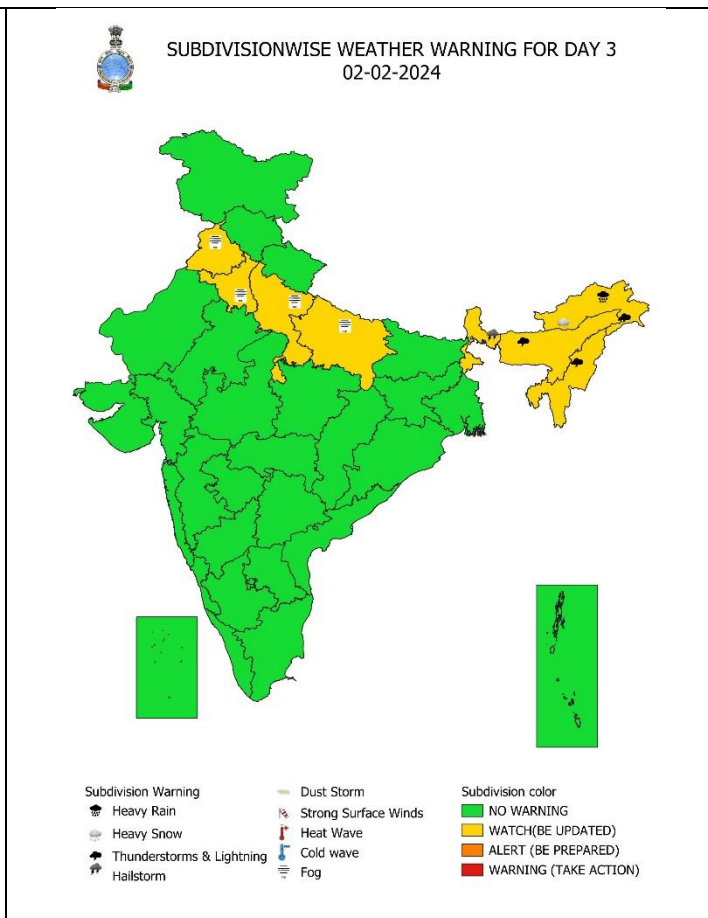 SUBDIVISIONWISE WEATHER WARNING FOR DAY 3
02-02-2024
Subdivision Warning
Heavy Rain
Heavy Snow
Thunderstorms & Lightning
Hailstorm
Dust Storm
Strong Surface Winds
Heat Wave
Cold wave
Fog
Subdivision color
NO WARNING
WATCH(BE UPDATED)
ALERT (BE PREPARED)
WARNING (TAKE ACTION)